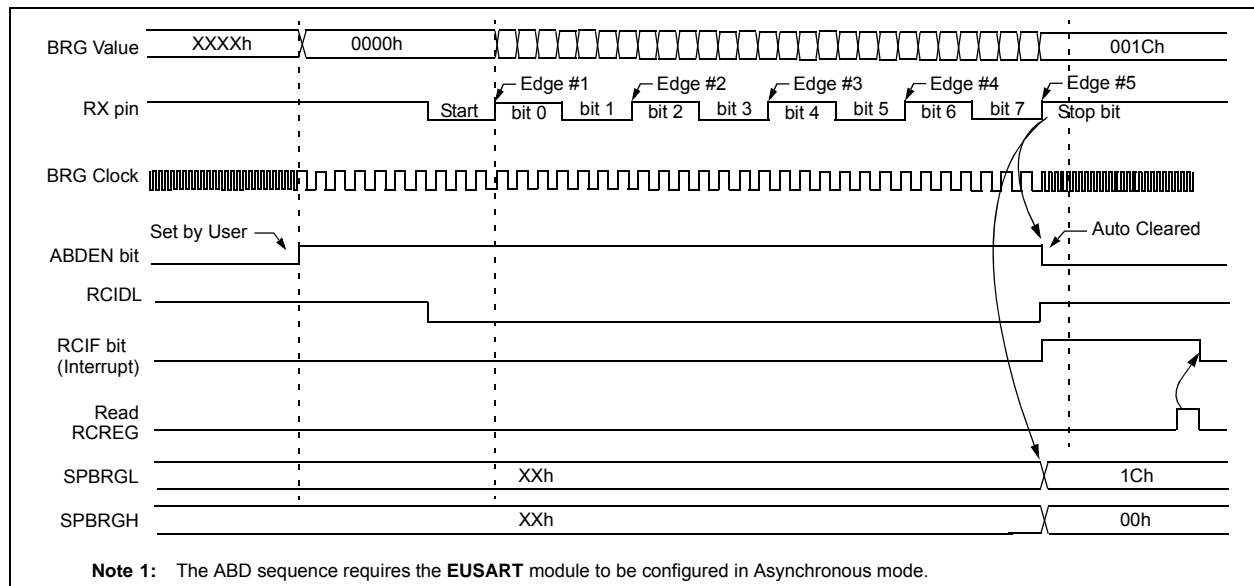 BRG Value XXXXh 0000h 001Ch
Edge #1 Edge #2 Edge #3 Edge #4 Edge #5
RX pin Start bit 0 bit 1 bit 2 bit 3 bit 4 bit 5 bit 6 bit 7 Stop bit
BRG Clock
Set by User Auto Cleared
ABDEN bit
RCIDL
RCIF bit
(Interrupt)
Read
RCREG
SPBRGL XXh 1Ch
SPBRGH XXh 00h
Note 1: The ABD sequence requires the EUSART module to be configured in Asynchronous mode.